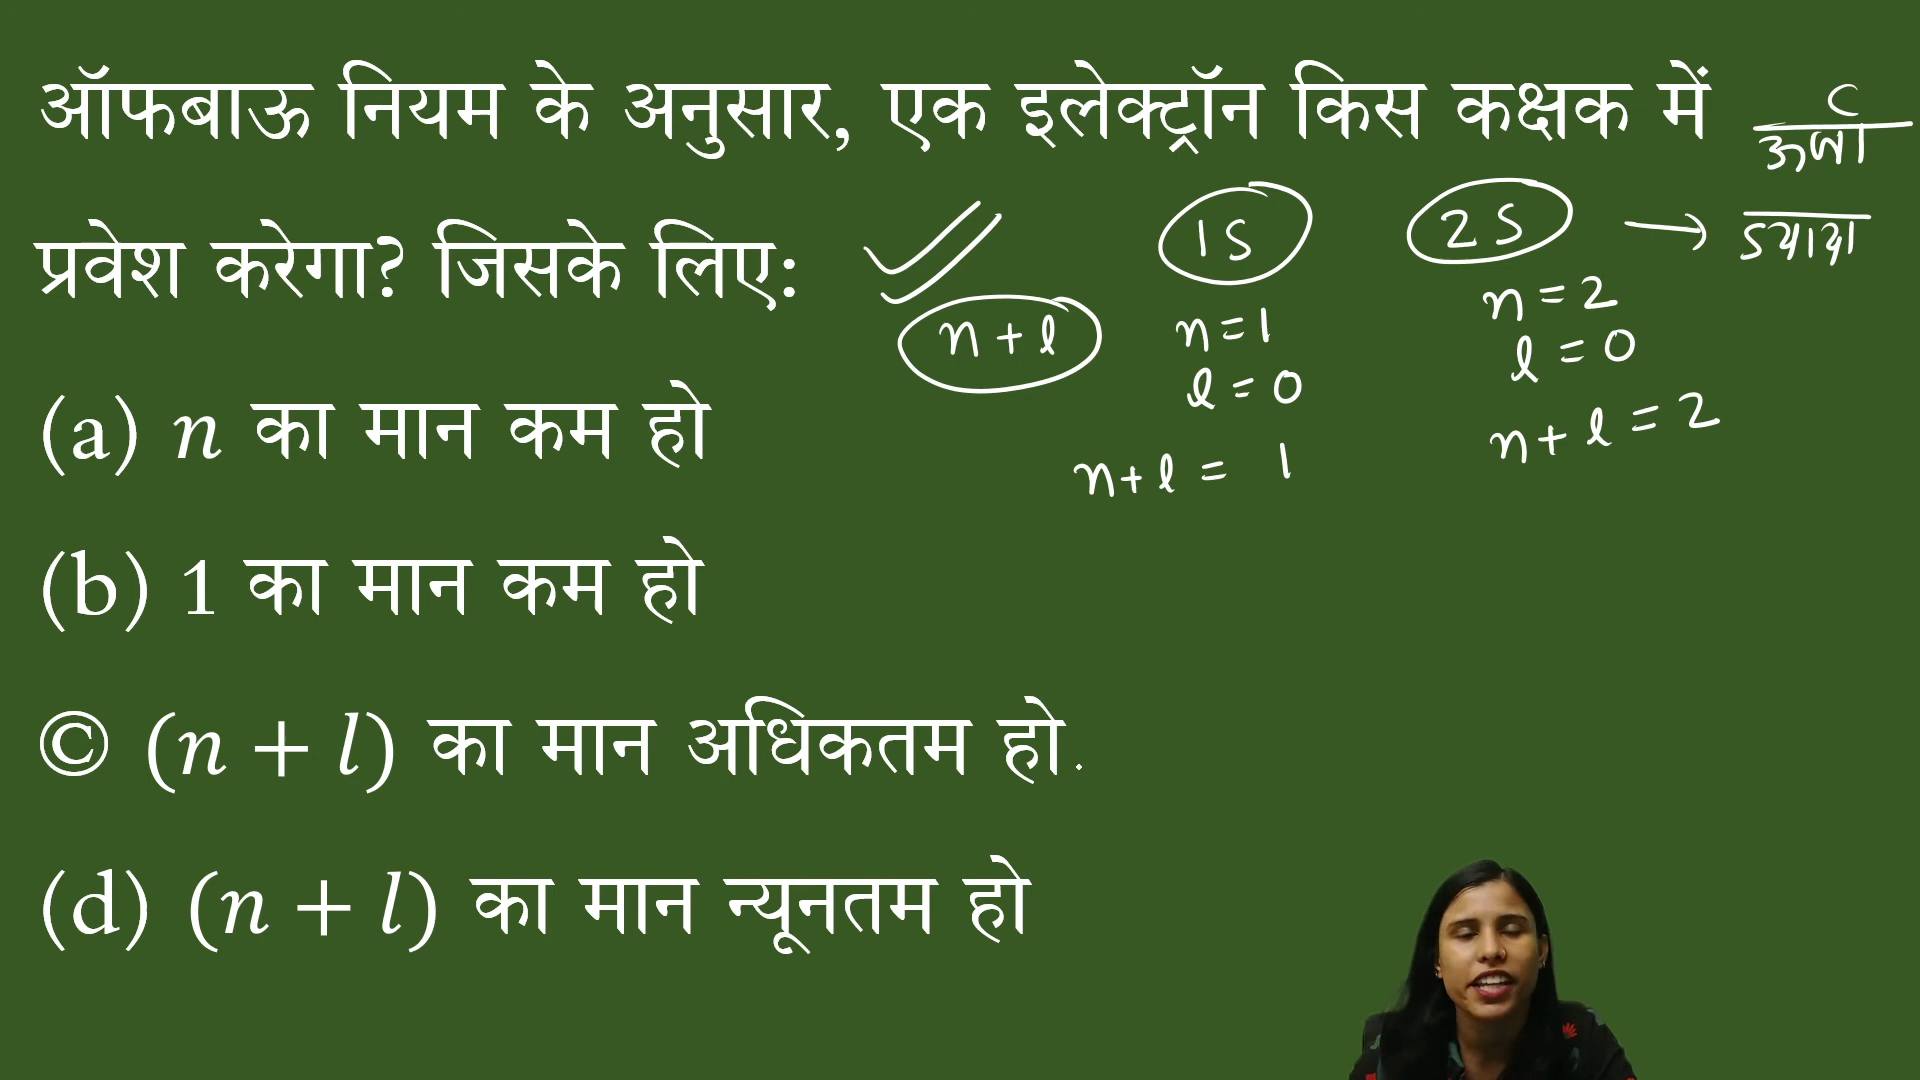 ऑफबाऊ नियम के अनुसार, एक इलेक्ट्रॉन किस कक्षक में
प्रवेश करेगा? जिसके लिए:
(a) n का मान कम हो
(b) 1 का मान कम हो
© (n + l) का मान अधिकतम हो.
(d) (n + l) का मान न्यूनतम हो
n + l
1S
n = 1
l = 0
n + l = 1
2S →
n = 2
l = 0
n + l = 2
ऊर्जा
ज्यादा